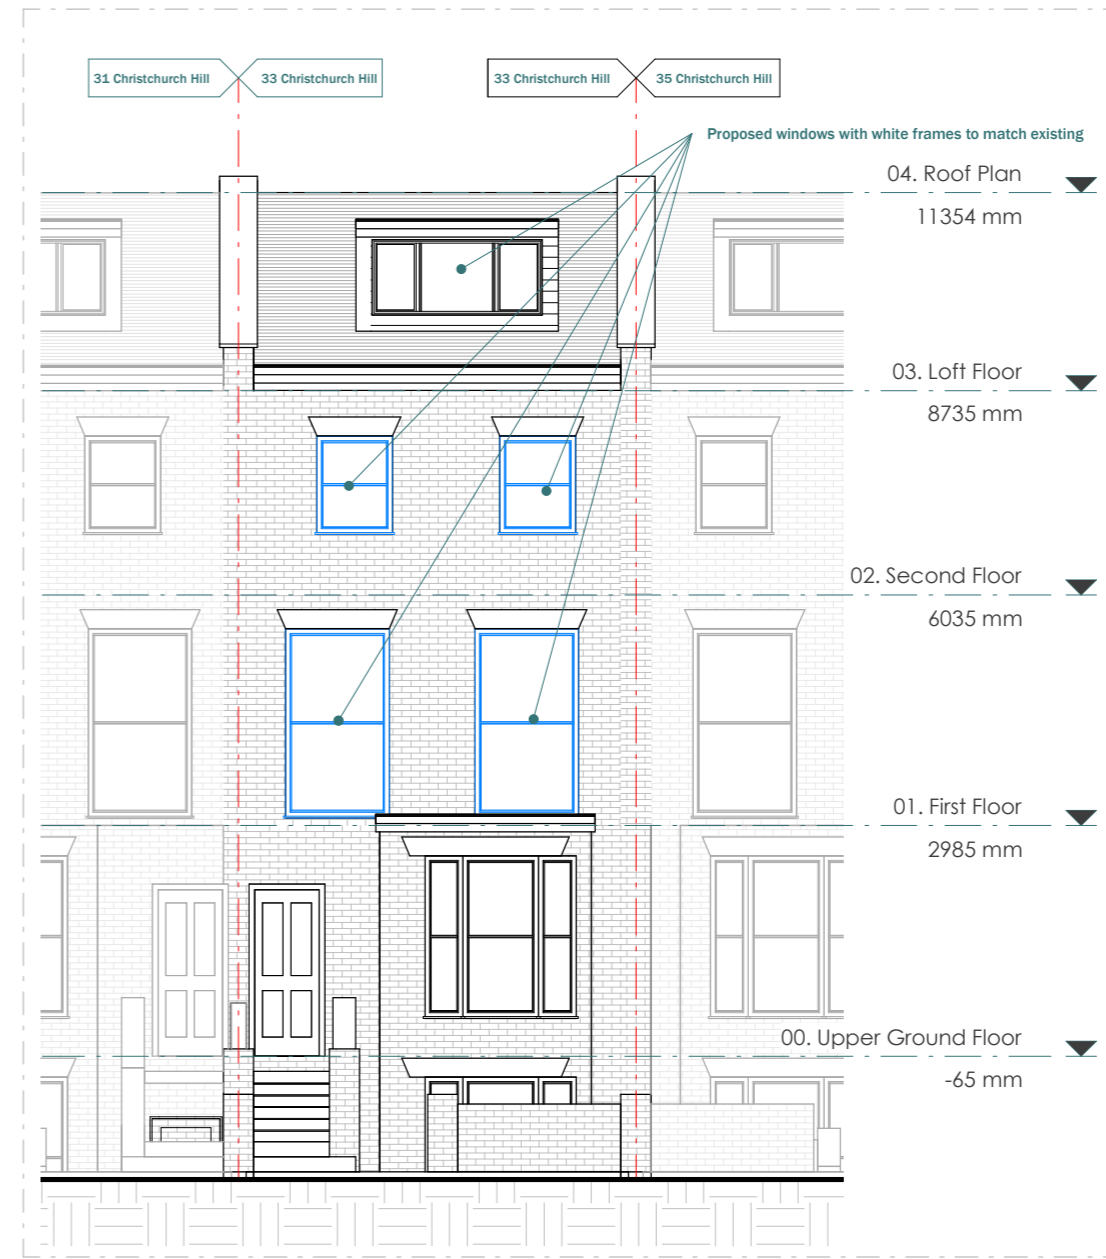 31 Christchurch Hill
33 Christchurch Hill
33 Christchurch Hill
35 Christchurch Hill
Proposed windows with white frames to match existing
04. Roof Plan
11354 mm
03. Loft Floor
8735 mm
02. Second Floor
6035 mm
01. First Floor
2985 mm
00. Upper Ground Floor
-65 mm